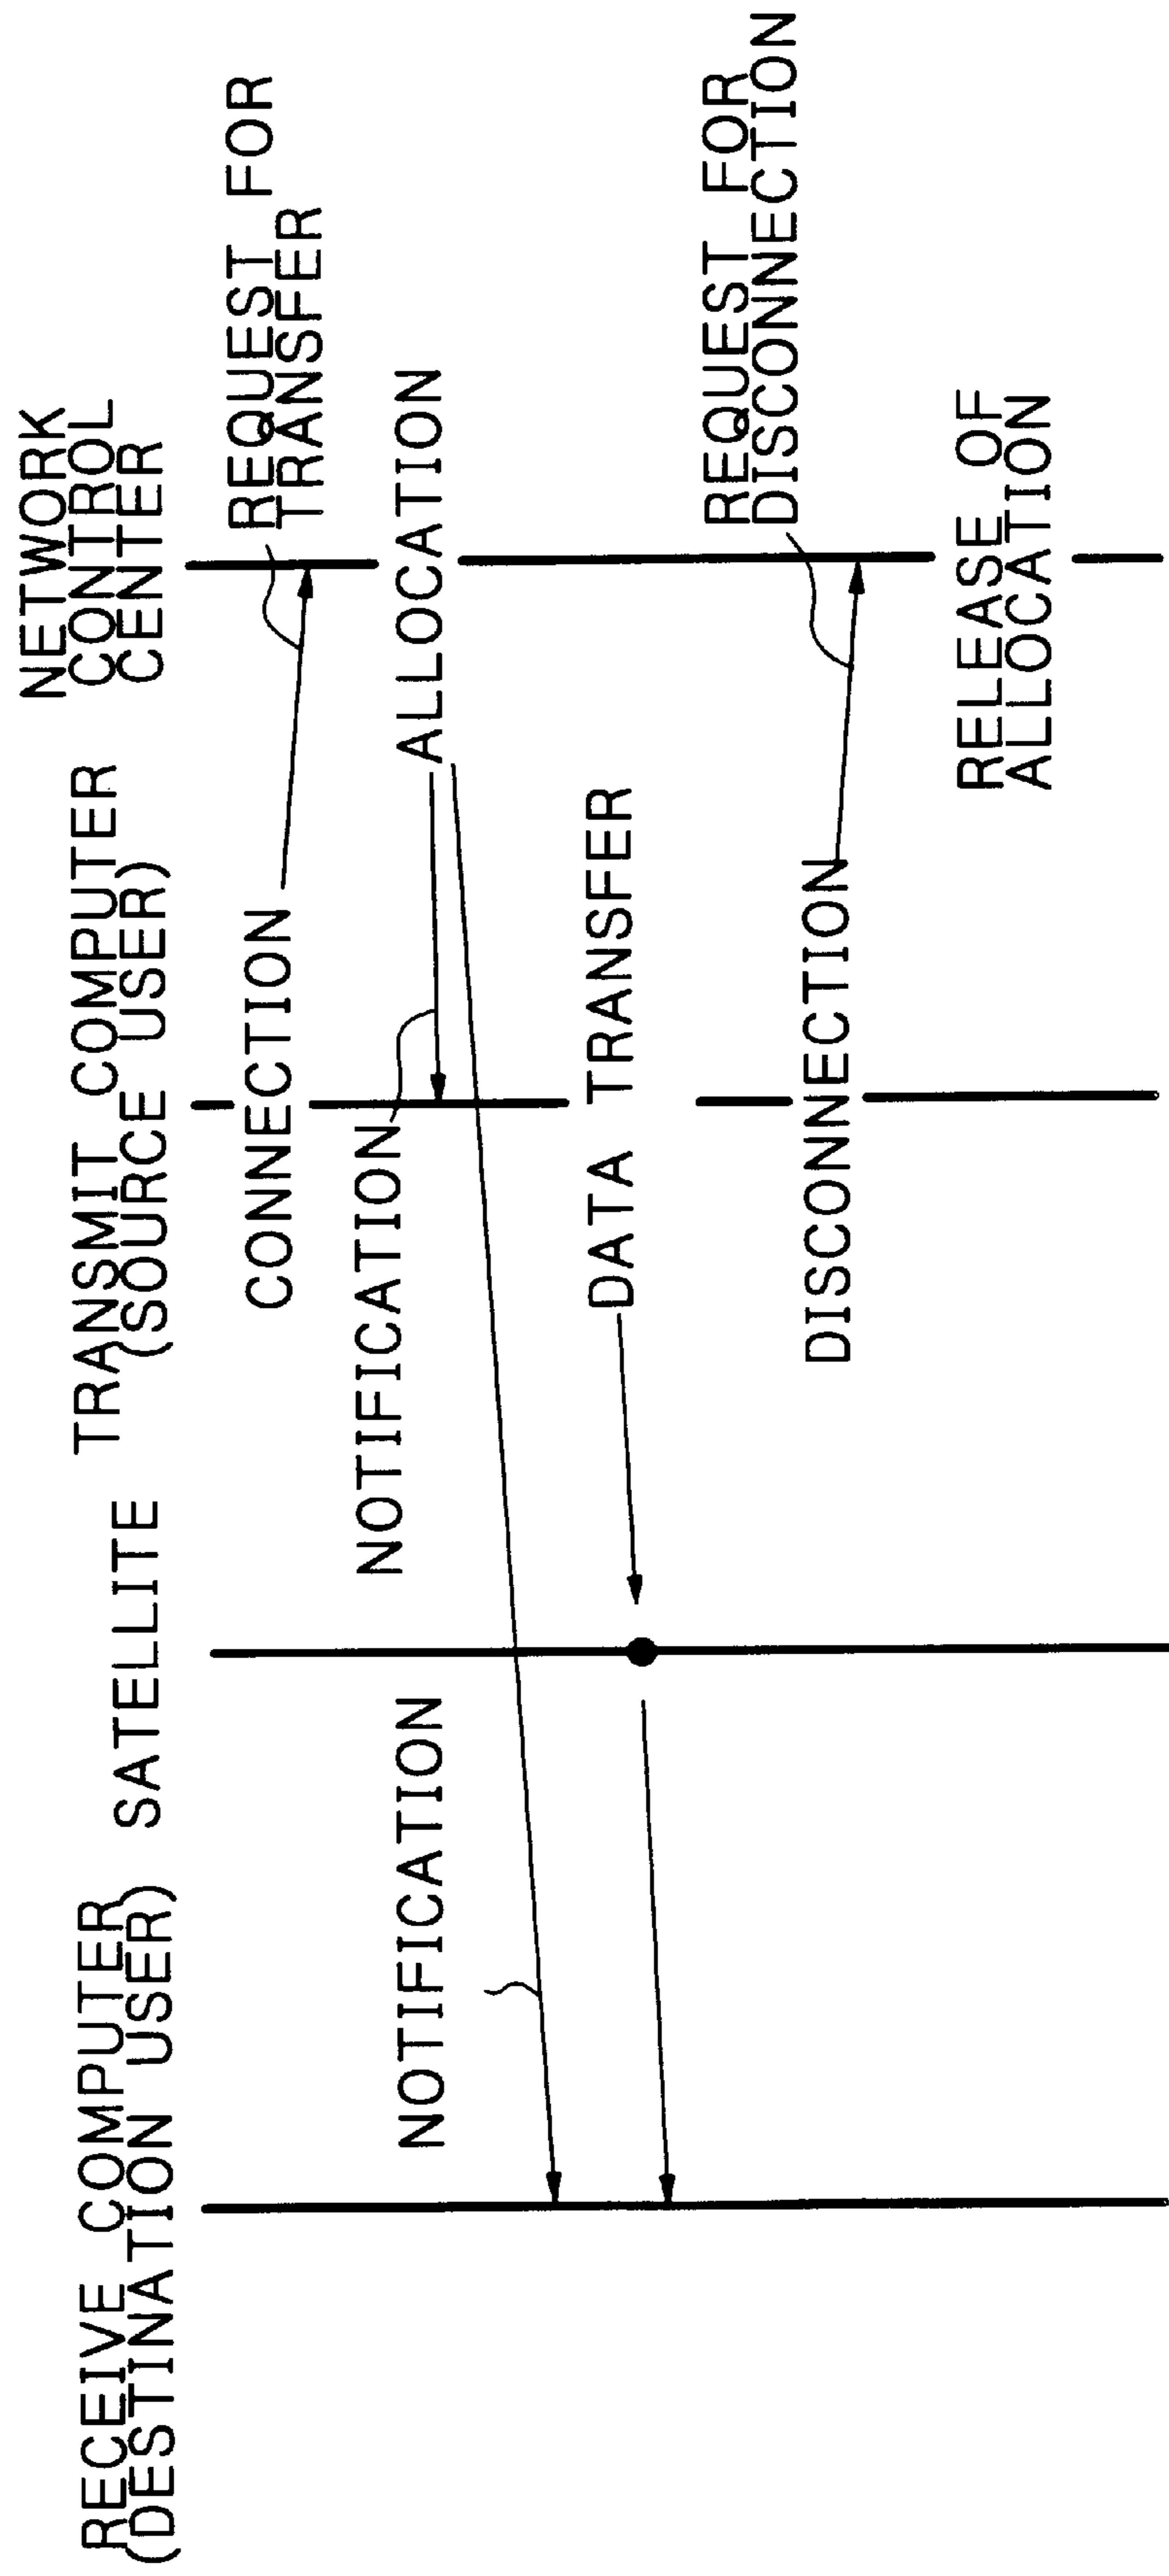 RECEIVE COMPUTER
(DESTINATION USER)
SATELLITE
TRANSMIT COMPUTER
(SOURCE USER)
NETWORK
CONTROL
CENTER
CONNECTION
REQUEST FOR
TRANSFER
NOTIFICATION
NOTIFICATION
ALLOCATION
DATA TRANSFER
DISCONNECTION
REQUEST FOR
DISCONNECTION
RELEASE OF
ALLOCATION